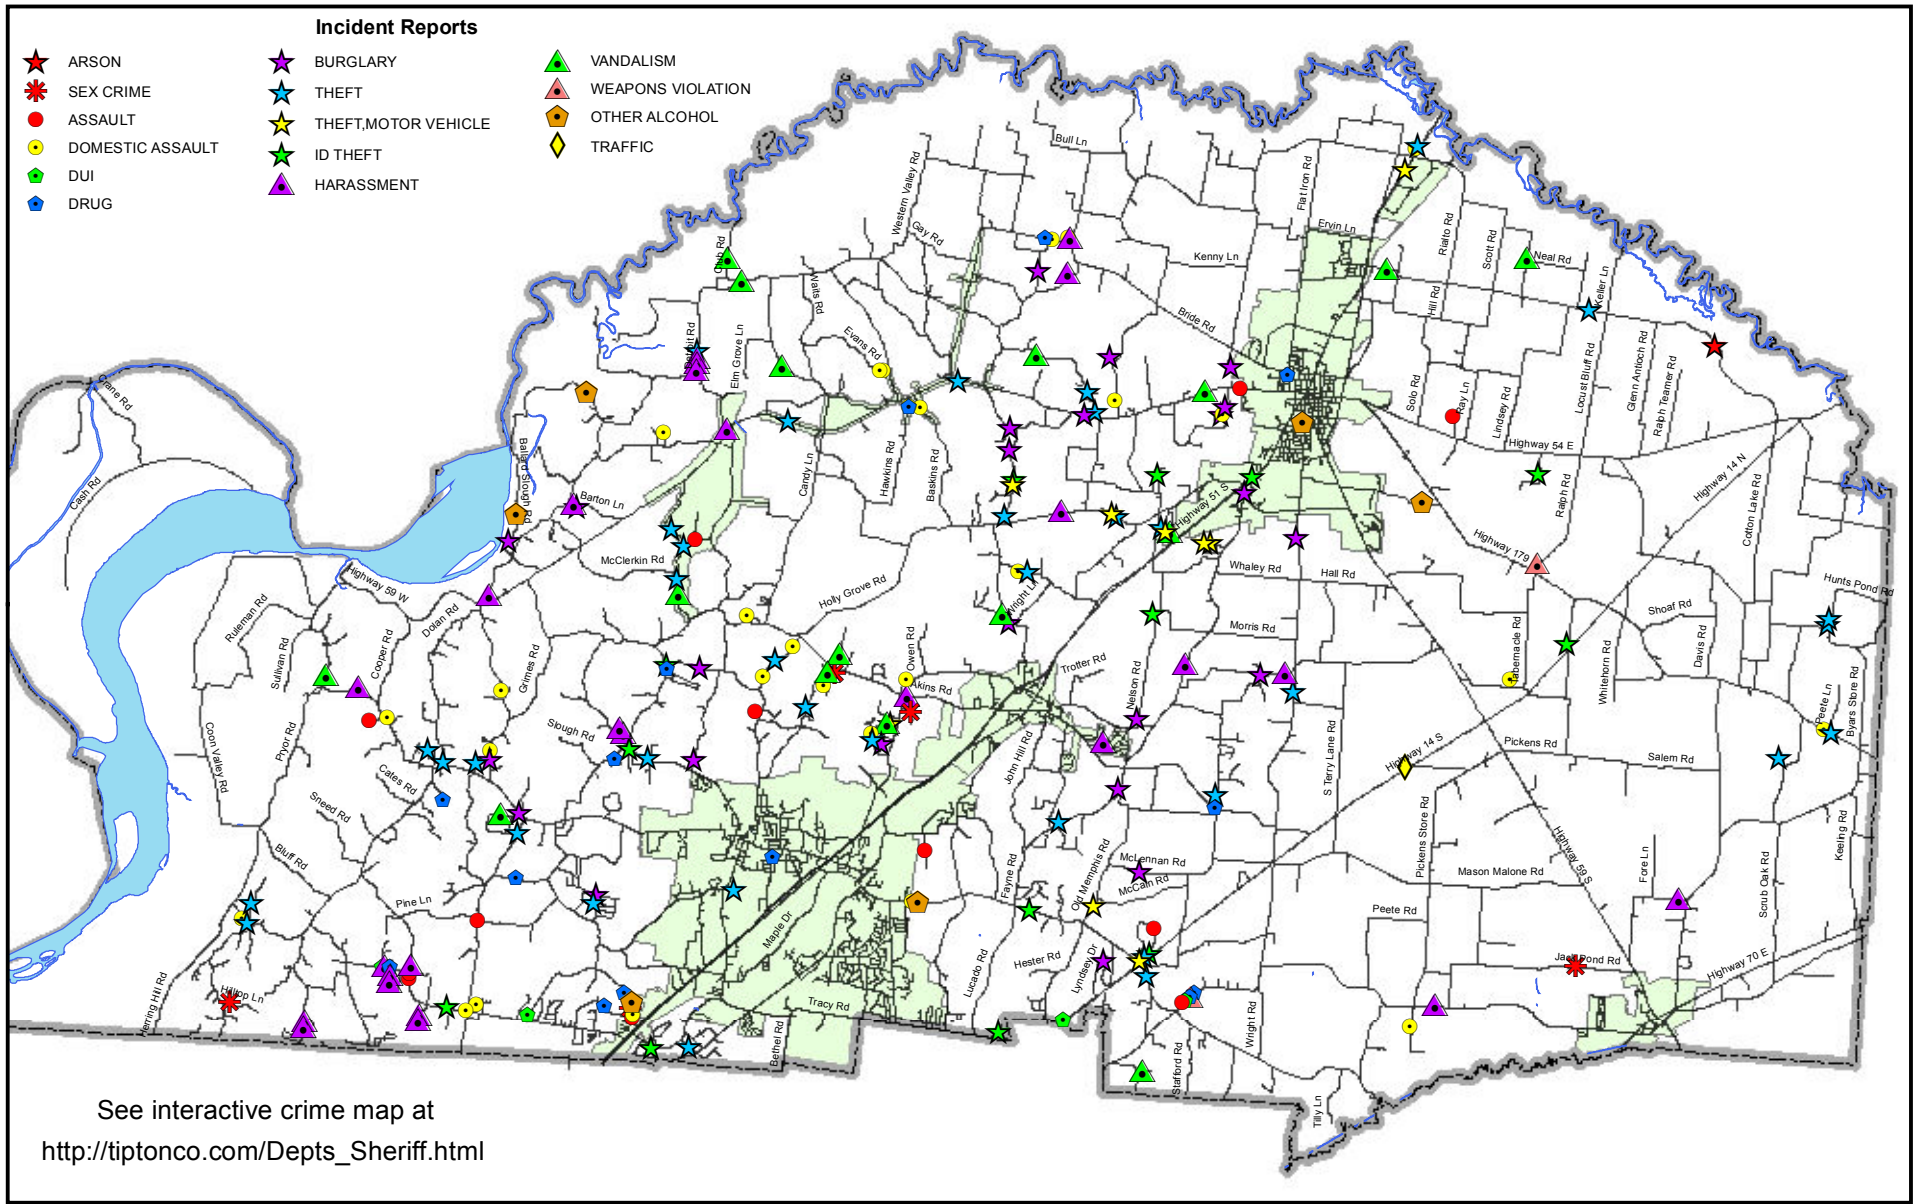 Incident Reports
ARSON
SEX CRIME
ASSAULT
DOMESTIC ASSAULT
DUI
DRUG
BURGLARY
THEFT
THEFT,MOTOR VEHICLE
ID THEFT
HARASSMENT
VANDALISM
WEAPONS VIOLATION
OTHER ALCOHOL
TRAFFIC
Bull Ln
Western Valley Rd
Flat Iron Rd
Gay Rd
Ervin Ln
Rialto Rd
Scott Rd
Neal Rd
Club Rd
Kenny Ln
Keller Ln
Waits Rd
Hill Rd
Bride Rd
Evans Rd
Elm Grove Ln
Rd
Crane Rd
Solo Rd
Ray Ln
Lindsey Rd
Locust Bluff Rd
Glenn Antioch Rd
Ralph Teamer Rd
Highway 54 E
Ballard Slough Rd
Candy Ln
Hawkins Rd
Baskins Rd
Cash Rd
Barton Ln
Highway 51 S
Ralph Rd
Highway 14 N
Cotton Lake Rd
McClerkin Rd
Highway 179
Highway 59 W
Holly Grove Rd
Wright Ln
Whaley Rd
Hall Rd
Hunts Pond Rd
Ruleman Rd
Dolan Rd
Cooper Rd
Sullivan Rd
Grimes Rd
Owen Rd
Morris Rd
Shoaf Rd
Tabernacle Rd
Whitehorn Rd
Davis Rd
Trotter Rd
Nelson Rd
Akins Rd
Peete Ln
Byars Store Rd
Coon Valley Rd
Pryor Rd
Slough Rd
John Hill Rd
S Terry Lane Rd
Highway 14 S
Pickens Rd
Salem Rd
Cates Rd
Sneed Rd
Pickens Store Rd
Highway 59 S
Keeling Rd
Bluff Rd
Fayne Rd
Old Memphis Rd
McLennan Rd
McCain Rd
Mason Malone Rd
Fore Ln
Scrub Oak Rd
Pine Ln
Maple Dr
Peete Rd
Herring Hill Rd
Hilltop Ln
Lucado Rd
Hester Rd
Lyndsey Dr
Jack Bond Rd
Highway 70 E
Tracy Rd
Bethel Rd
Wright Rd
Stafford Rd
Tilly Ln
See interactive crime map at
http://tiptonco.com/Depts_Sheriff.html